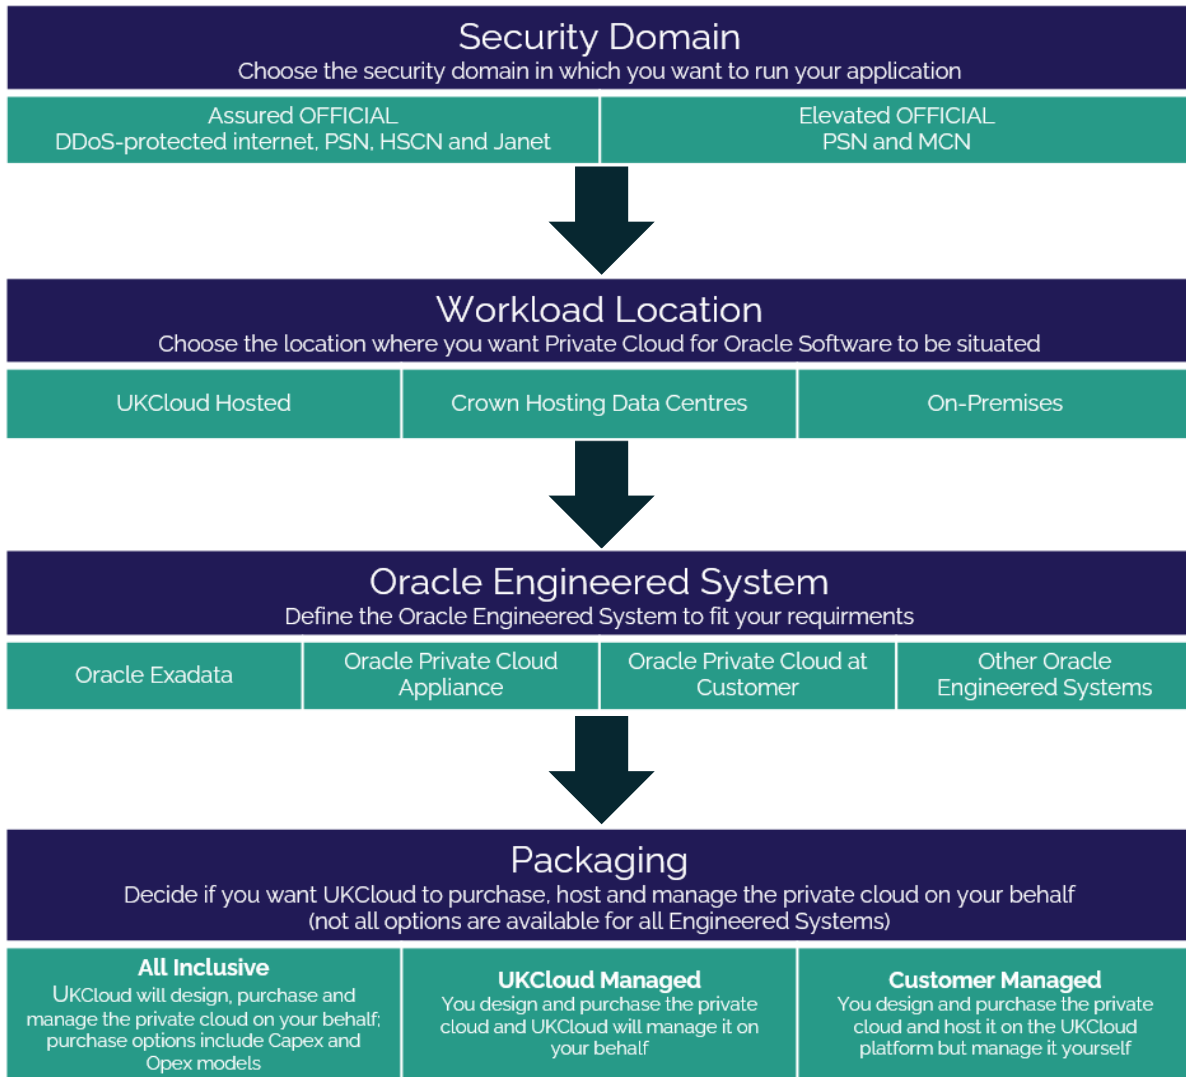 Security Domain
Choose the security domain in which you want to run your application
Assured OFFICIAL
DDoS-protected internet, PSN, HSCN and Janet
Elevated OFFICIAL
PSN and MCN
Workload Location
Choose the location where you want Private Cloud for Oracle Software to be situated
UKCloud Hosted
Crown Hosting Data Centres
On-Premises
Oracle Engineered System
Define the Oracle Engineered System to fit your requirments
Oracle Exadata
Oracle Private Cloud
Appliance
Oracle Private Cloud at
Customer
Other Oracle
Engineered Systems
Packaging
Decide if you want UKCloud to purchase, host and manage the private cloud on your behalf
(not all options are available for all Engineered Systems)
All Inclusive
UKCloud will design, purchase and
manage the private cloud on your behalf;
purchase options include Capex and
Opex models
UKCloud Managed
You design and purchase the private
cloud and UKCloud will manage it on
your behalf
Customer Managed
You design and purchase the private
cloud and host it on the UKCloud
platform but manage it yourself